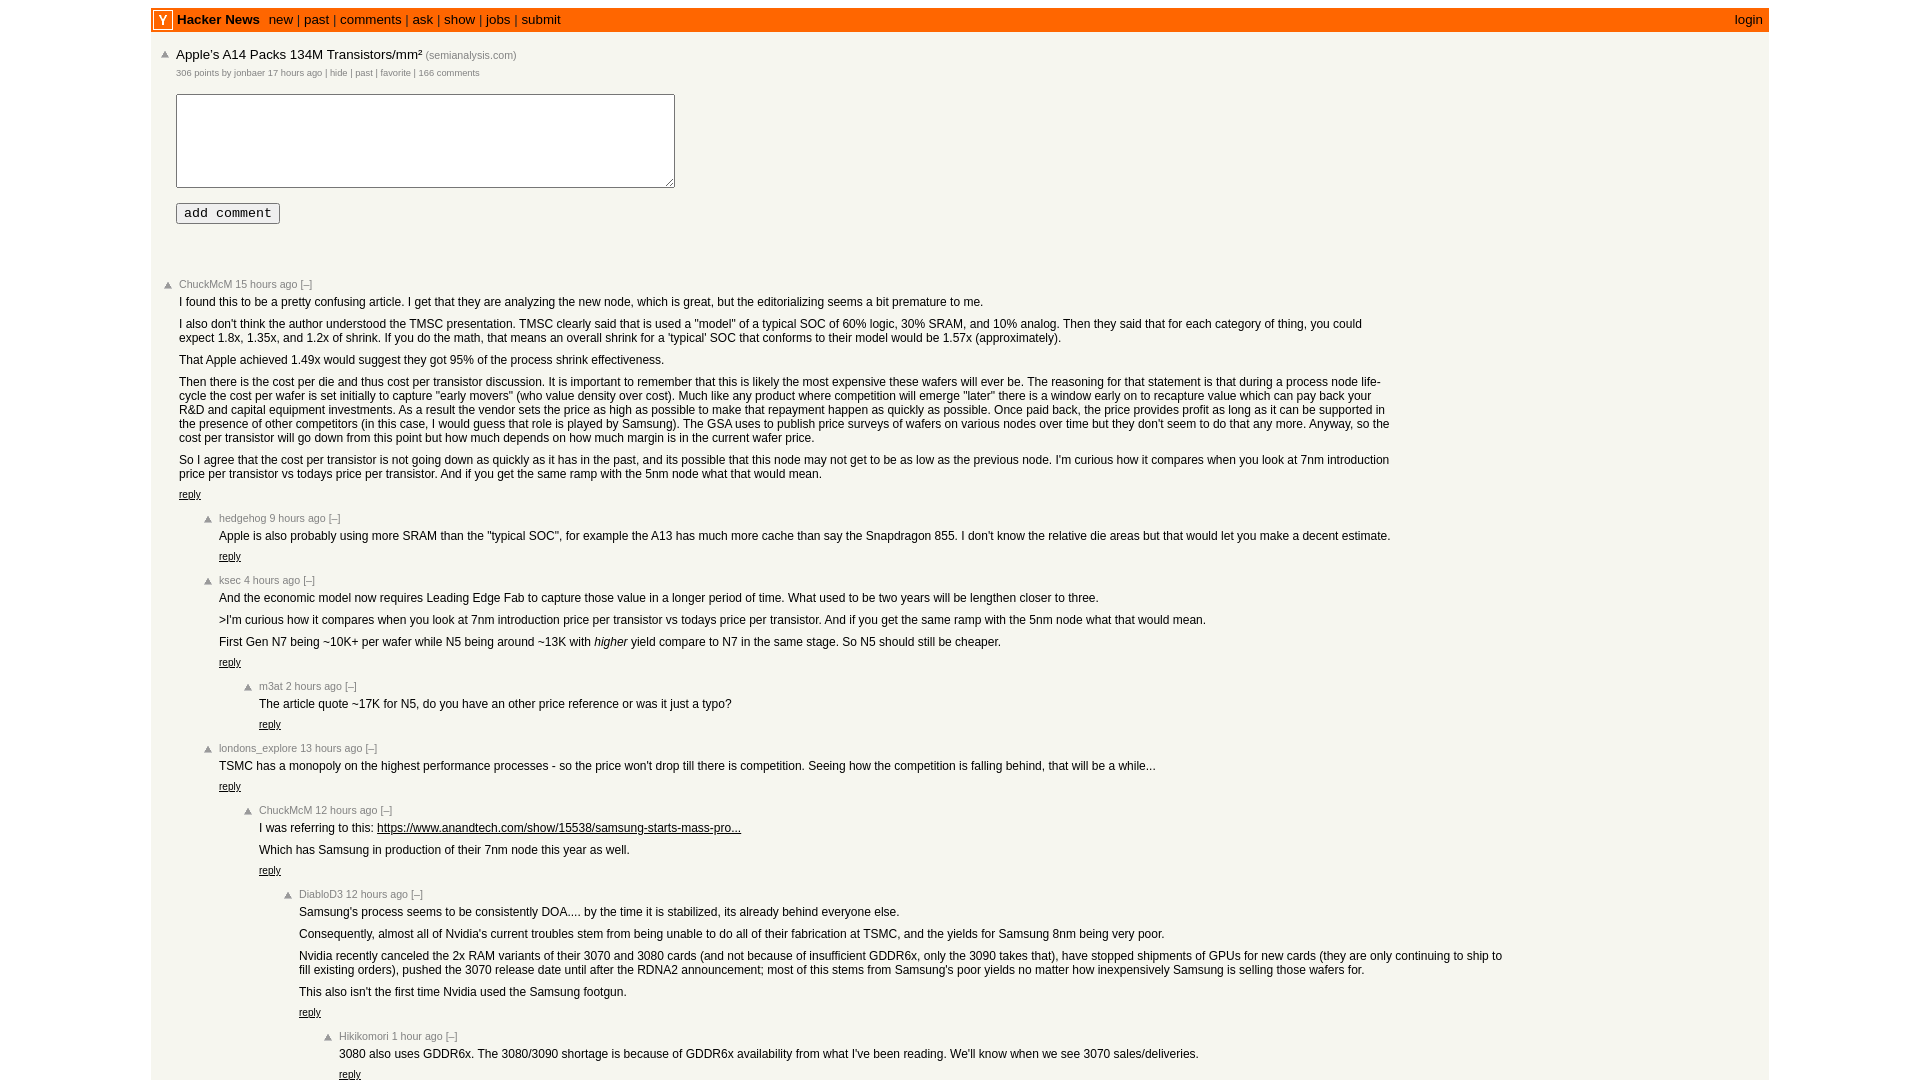 Y Hacker News new | past | comments | ask | show | jobs | submit login
Apple's A14 Packs 134M Transistors/mm² (semianalysis.com)
306 points by jonbaer 17 hours ago | hide | past | favorite | 166 comments
add comment
ChuckMcM 15 hours ago [–]
I found this to be a pretty confusing article. I get that they are analyzing the new node, which is great, but the editorializing seems a bit premature to me.
I also don't think the author understood the TMSC presentation. TMSC clearly said that is used a "model" of a typical SOC of 60% logic, 30% SRAM, and 10% analog. Then they said that for each category of thing, you could
expect 1.8x, 1.35x, and 1.2x of shrink. If you do the math, that means an overall shrink for a 'typical' SOC that conforms to their model would be 1.57x (approximately).
That Apple achieved 1.49x would suggest they got 95% of the process shrink effectiveness.
Then there is the cost per die and thus cost per transistor discussion. It is important to remember that this is likely the most expensive these wafers will ever be. The reasoning for that statement is that during a process node life-
cycle the cost per wafer is set initially to capture "early movers" (who value density over cost). Much like any product where competition will emerge "later" there is a window early on to recapture value which can pay back your
R&D and capital equipment investments. As a result the vendor sets the price as high as possible to make that repayment happen as quickly as possible. Once paid back, the price provides profit as long as it can be supported in
the presence of other competitors (in this case, I would guess that role is played by Samsung). The GSA uses to publish price surveys of wafers on various nodes over time but they don't seem to do that any more. Anyway, so the
cost per transistor will go down from this point but how much depends on how much margin is in the current wafer price.
So I agree that the cost per transistor is not going down as quickly as it has in the past, and its possible that this node may not get to be as low as the previous node. I'm curious how it compares when you look at 7nm introduction
price per transistor vs todays price per transistor. And if you get the same ramp with the 5nm node what that would mean.
reply
hedgehog 9 hours ago [–]
Apple is also probably using more SRAM than the "typical SOC", for example the A13 has much more cache than say the Snapdragon 855. I don't know the relative die areas but that would let you make a decent estimate.
reply
ksec 4 hours ago [–]
And the economic model now requires Leading Edge Fab to capture those value in a longer period of time. What used to be two years will be lengthen closer to three.
>I'm curious how it compares when you look at 7nm introduction price per transistor vs todays price per transistor. And if you get the same ramp with the 5nm node what that would mean.
First Gen N7 being ~10K+ per wafer while N5 being around ~13K with higher yield compare to N7 in the same stage. So N5 should still be cheaper.
reply
m3at 2 hours ago [–]
The article quote ~17K for N5, do you have an other price reference or was it just a typo?
reply
londons_explore 13 hours ago [–]
TSMC has a monopoly on the highest performance processes - so the price won't drop till there is competition. Seeing how the competition is falling behind, that will be a while...
reply
ChuckMcM 12 hours ago [–]
I was referring to this: https://www.anandtech.com/show/15538/samsung-starts-mass-pro...
Which has Samsung in production of their 7nm node this year as well.
reply
DiabloD3 12 hours ago [–]
Samsung's process seems to be consistently DOA.... by the time it is stabilized, its already behind everyone else.
Consequently, almost all of Nvidia's current troubles stem from being unable to do all of their fabrication at TSMC, and the yields for Samsung 8nm being very poor.
Nvidia recently canceled the 2x RAM variants of their 3070 and 3080 cards (and not because of insufficient GDDR6x, only the 3090 takes that), have stopped shipments of GPUs for new cards (they are only continuing to ship to
fill existing orders), pushed the 3070 release date until after the RDNA2 announcement; most of this stems from Samsung's poor yields no matter how inexpensively Samsung is selling those wafers for.
This also isn't the first time Nvidia used the Samsung footgun.
reply
Hikikomori 1 hour ago [–]
3080 also uses GDDR6x. The 3080/3090 shortage is because of GDDR6x availability from what I've been reading. We'll know when we see 3070 sales/deliveries.
reply